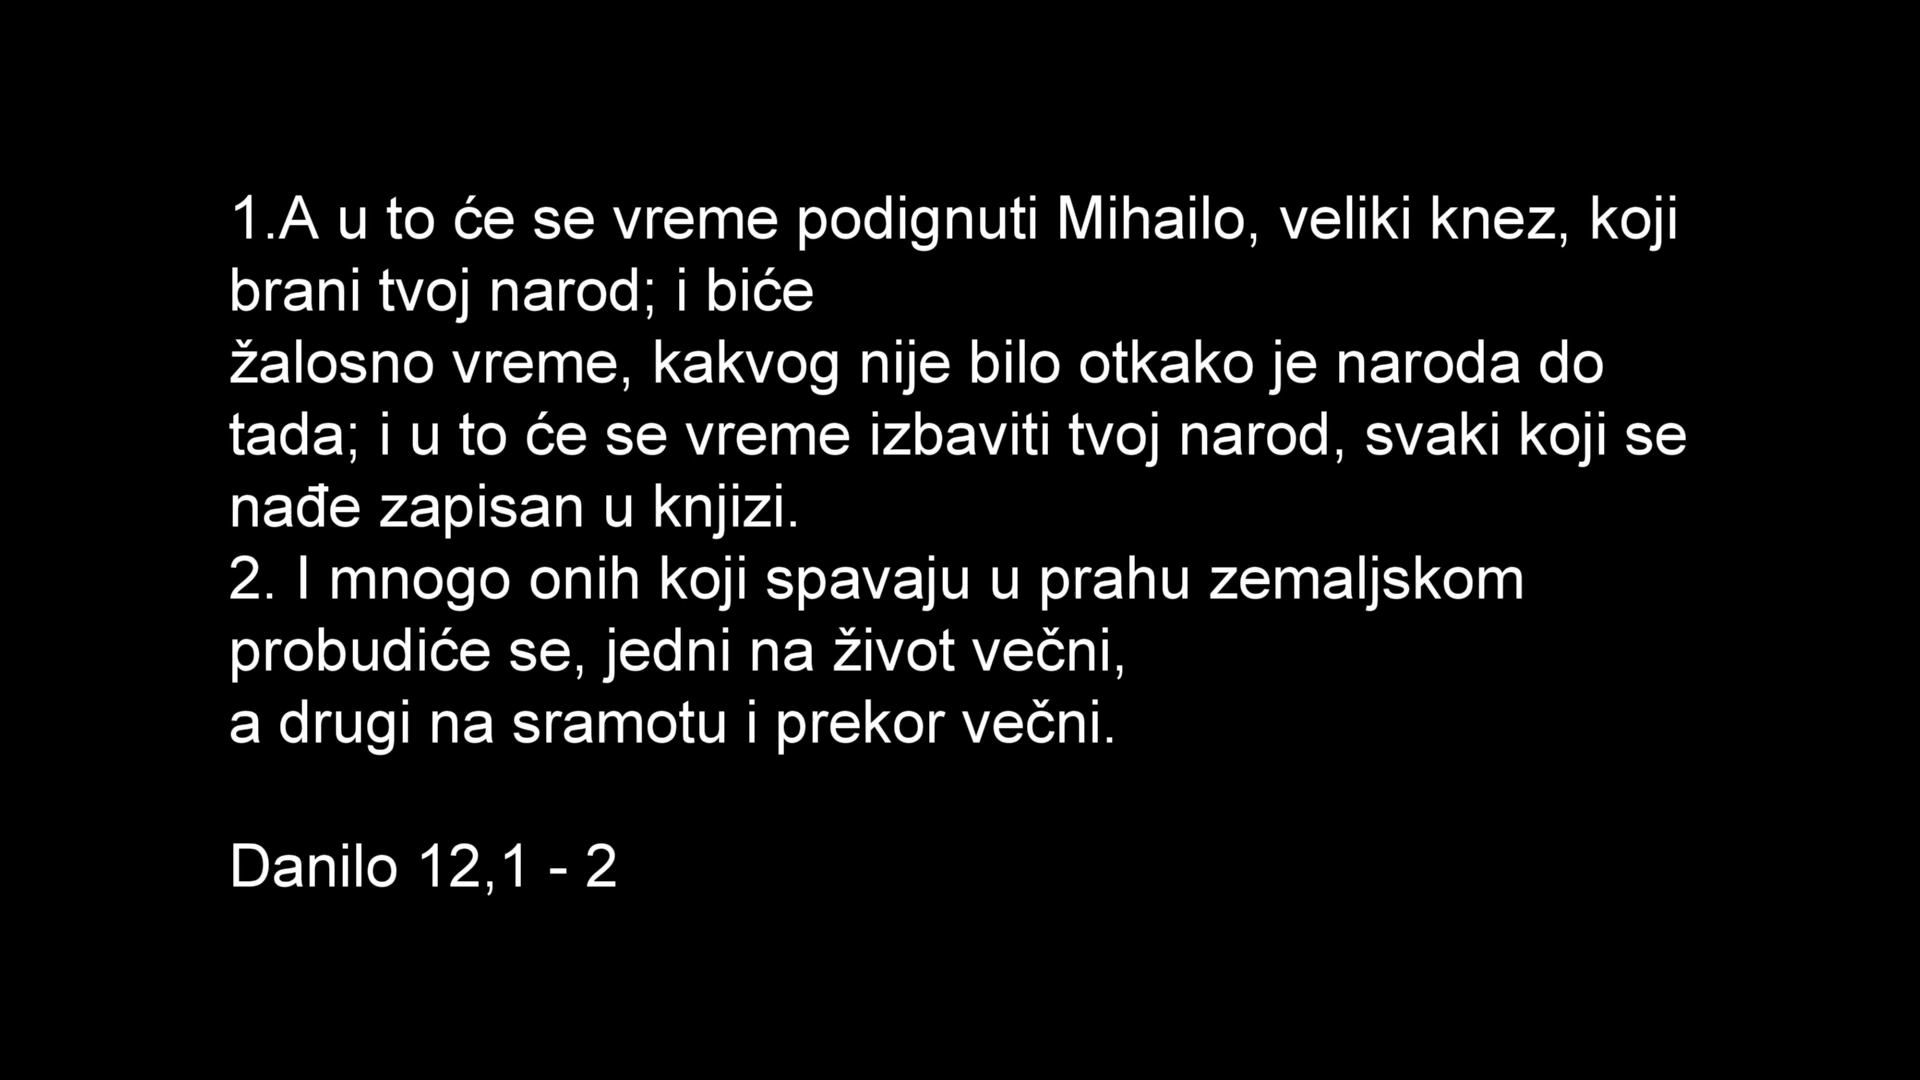 1.A u to će se vreme podignuti Mihailo, veliki knez, koji
brani tvoj narod; i biće
žalosno vreme, kakvog nije bilo otkako je naroda do
tada; i u to će se vreme izbaviti tvoj narod, svaki koji se
nađe zapisan u knjizi.
2. I mnogo onih koji spavaju u prahu zemaljskom
probudiće se, jedni na život večni,
a drugi na sramotu i prekor večni.
Danilo 12,1 - 2